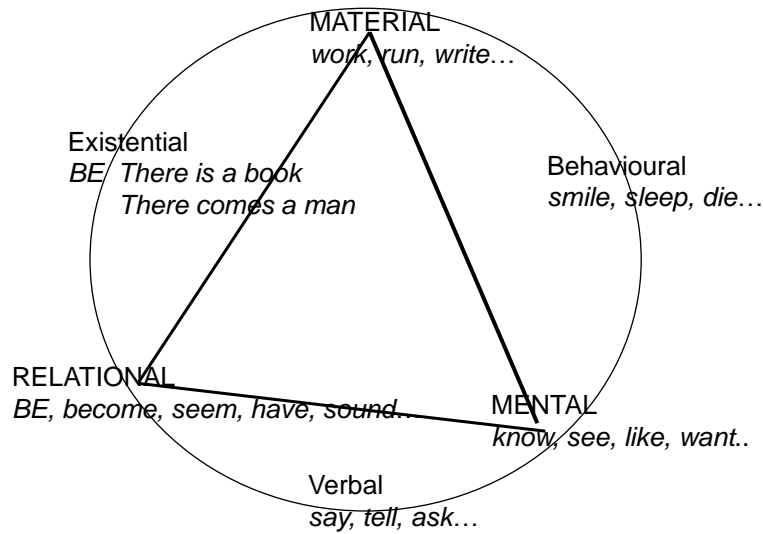 MATERIAL
work, run, write…
Existential
BE There is a book
There comes a man
Behavioural
smile, sleep, die…
RELATIONAL
BE, become, seem, have, sound...
MENTAL
know, see, like, want..
Verbal
say, tell, ask…